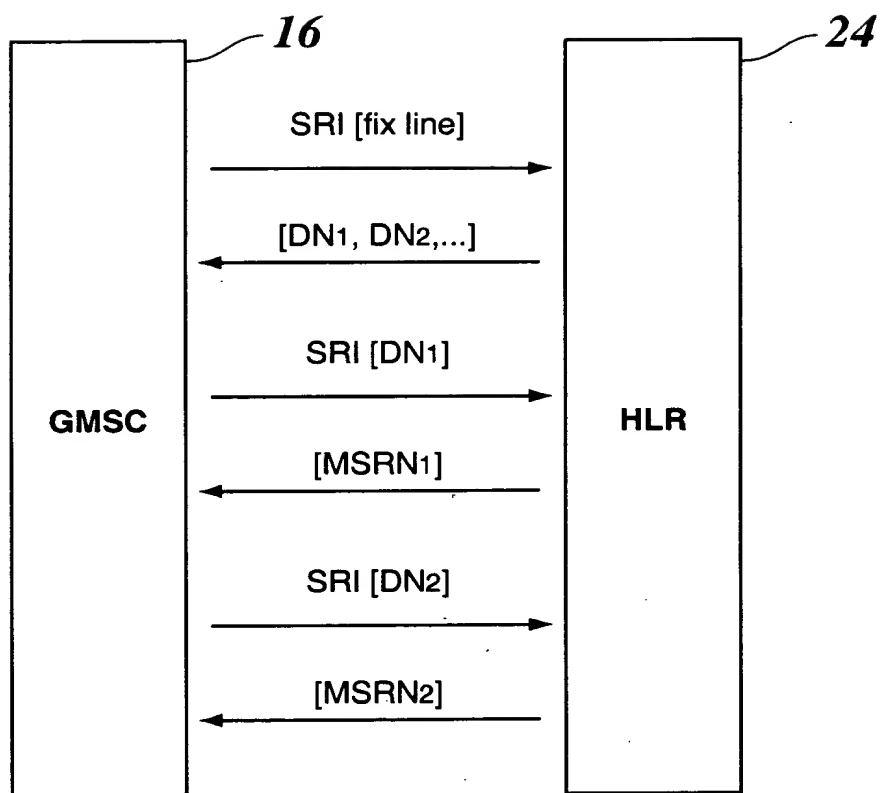 16
24
SRI [fix line]
[DN1, DN2,...]
SRI [DN1]
GMSC
HLR
[MSRN1]
SRI [DN2]
[MSRN2]